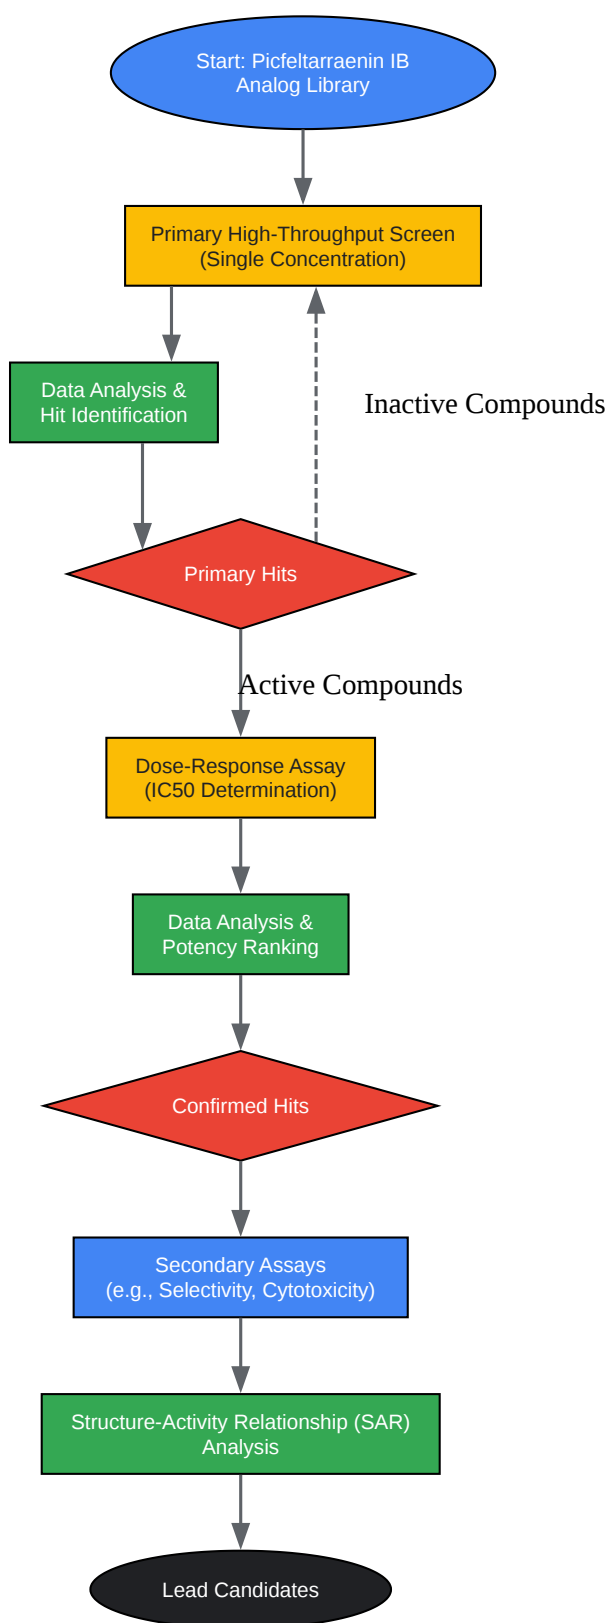 Start: Picfeltarraenin IB
Analog Library
Primary High-Throughput Screen
(Single Concentration)
Data Analysis &
Hit Identification
Inactive Compounds
Primary Hits
Active Compounds
Dose-Response Assay
(IC50 Determination)
Data Analysis &
Potency Ranking
Confirmed Hits
Secondary Assays
(e.g., Selectivity, Cytotoxicity)
Structure-Activity Relationship (SAR)
Analysis
Lead Candidates